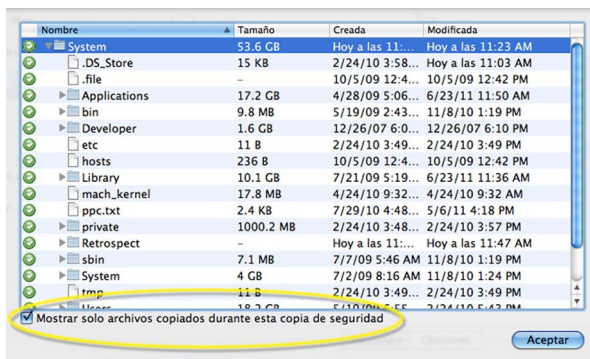 Nombre Tamaño Creada Modificada
System 53.6 GB Hoy a las 11:... Hoy a las 11:23 AM
.DS_Store 15 KB 2/24/10 3:58... Hoy a las 11:03 AM
.file – 10/5/09 12:4... 10/5/09 12:42 PM
Applications 17.2 GB 4/28/09 5:06... 6/23/11 11:50 AM
bin 9.8 MB 5/19/09 2:43... 11/8/10 1:19 PM
Developer 1.6 GB 12/26/07 6:0... 12/26/07 6:10 PM
etc 11 B 2/24/10 3:49... 2/24/10 3:49 PM
hosts 236 B 10/5/09 12:4... 10/5/09 12:42 PM
Library 10.1 GB 7/21/09 5:19... 6/23/11 11:36 AM
mach_kernel 17.8 MB 4/24/10 9:32... 4/24/10 9:32 AM
ppc.txt 2.4 KB 7/29/10 4:48... 5/6/11 4:18 PM
private 1000.2 MB 2/24/10 3:48... 2/24/10 3:57 PM
Retrospect – Hoy a las 11:... Hoy a las 11:47 AM
sbin 7.1 MB 7/7/09 5:46 AM 11/8/10 1:19 PM
System 4 GB 7/2/09 8:16 AM 11/8/10 1:24 PM
tmp 11 B 2/24/10 3:49... 2/24/10 3:49 PM
Users 18.2 GB
Mostrar solo archivos copiados durante esta copia de seguridad
Opciones
Aceptar